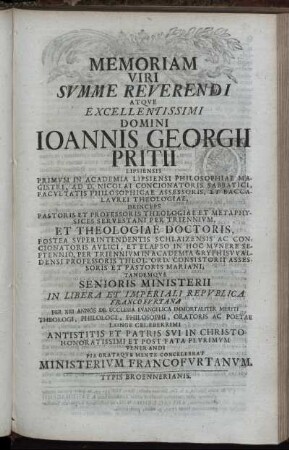 MEMORIAM
VIRI
SVMME REVERENDI
ATQVE
EXCELLENTISSIMI
DOMINI
IOANNIS GEORGII
PRITII
LIPSIENSIS
PRIMVM IN ACADEMIA LIPSIENSI PHILOSOPHIAE MA-
GISTRI, AD D. NICOLAI CONCIONATORIS SABBATICI,
FACVLTATIS PHILOSOPHICAE ASSESSORIS, ET BACCA-
LAVREI THEOLOGIAE,
DEINCEPS
PASTORIS ET PROFESSORIS THEOLOGIAE ET METAPHY-
SICES SERVESTANI PER TRIENNIVM,
ET THEOLOGIAE DOCTORIS,
POSTEA SVPERINTENDENTIS SCHLAIZENSIS AC CON-
CIONATORIS AVLICI, ET ELAPSO IN HOC MVNERE SE-
PTENNIO, PER TRIENNIVM IN ACADEMIA GRYPHISVVAL-
DENSI PROFESSORIS THEOL. ORD. CONSISTORII ASSES-
SORIS ET PASTORIS MARIANI,
TANDEMQVE
SENIORIS MINISTERII
IN LIBERA ET IMPERIALI REPVBLICA
FRANCOFVRTANA
PER XXI ANNOS DE ECCLESIA EVANGELICA IMMORTALITER MERITI
THEOLOGI, PHILOLOGI, PHILOSOPHI, ORATORIS AC POETAE
LONGE CELEBERRIMI
ANTISTITIS ET PATRIS SVI IN CHRISTO
HONORATISSIMI ET POST FATA PLVRIMVM
VENERANDI
PIA GRATAQVE MENTE CONCELEBRAT
MINISTERIVM FRANCOFVRTANVM.
TYPIS BROENNERIANIS.